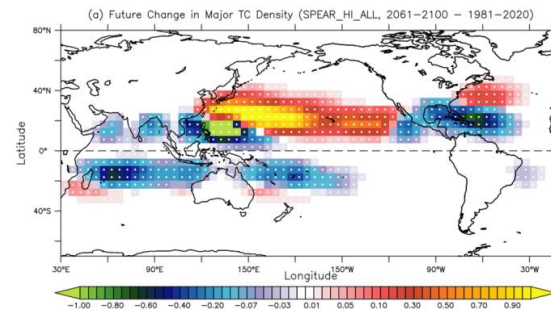 (a) Future Change in Major TC Density (SPEAR_HI_ALL, 2061-2100 - 1981-2020)
80°N
40°N
0°
40°S
Latitude
30°E 90°E 150°E 150°W 90°W 30°W
Longitude
-1.00 -0.80 -0.60 -0.40 -0.20 -0.07 -0.03 0.01 0.05 0.10 0.30 0.50 0.70 0.90